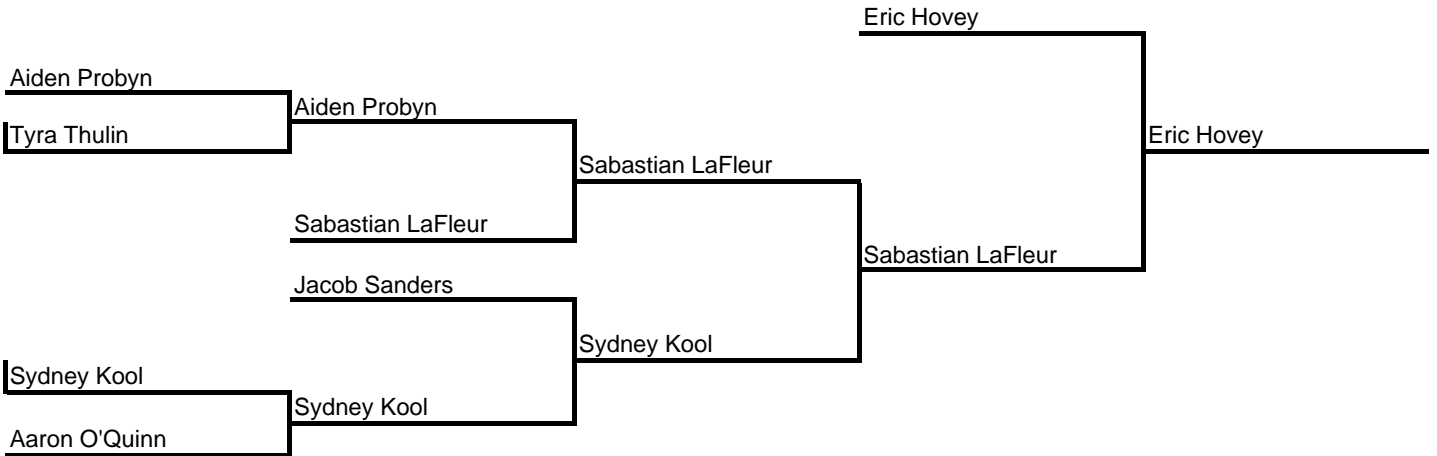 Eric Hovey
Aiden Probyn
Aiden Probyn
Tyra Thulin
Eric Hovey
Sabastian LaFleur
Sabastian LaFleur
Sabastian LaFleur
Jacob Sanders
Sydney Kool
Sydney Kool
Sydney Kool
Aaron O'Quinn